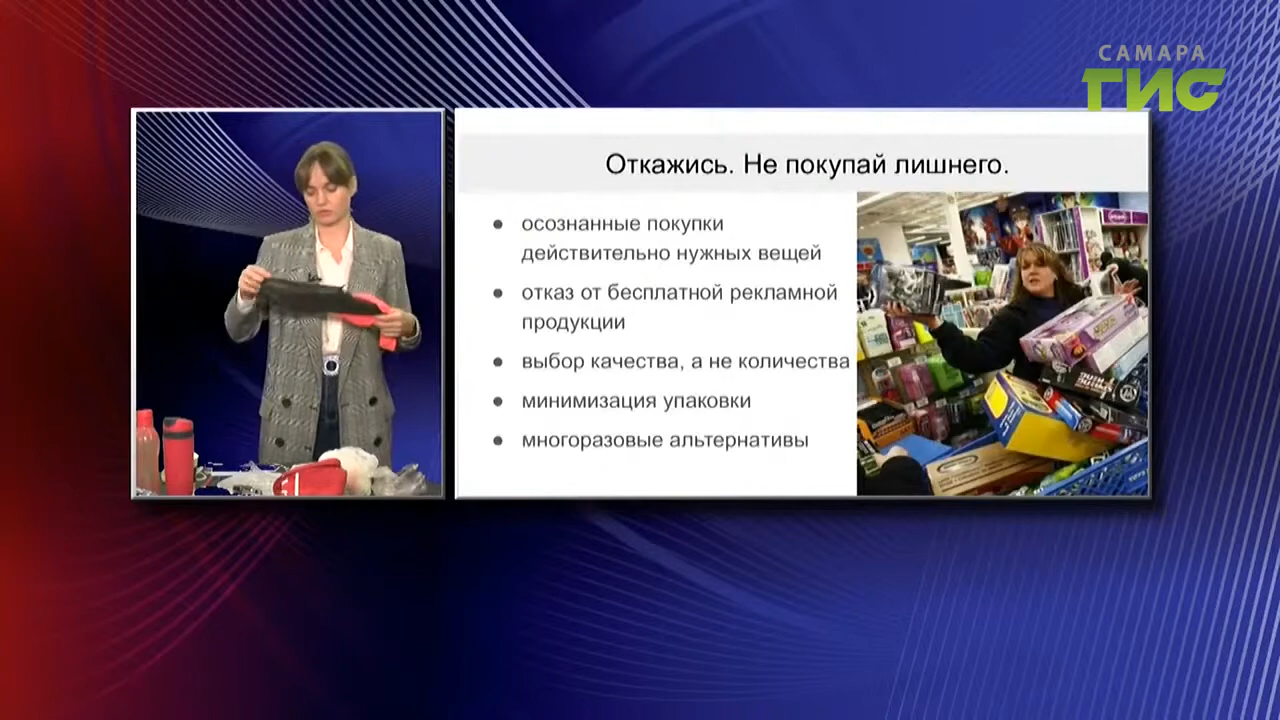 САМАРА
ГИС
Откажись. Не покупай лишнего.
осознанные покупки
действительно нужных вещей
отказ от бесплатной рекламной
продукции
выбор качества, а не количества
минимизация упаковки
многоразовые альтернативы